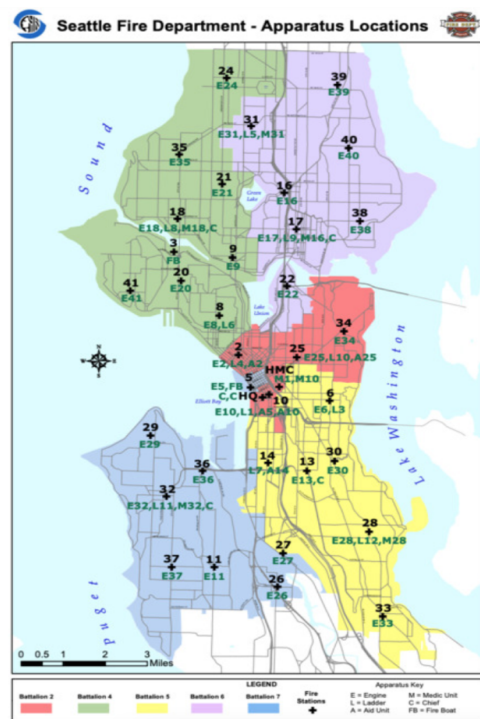 Seattle Fire Department - Apparatus Locations
24
E24
39
E39
31
E31, L5, M31
40
E40
35
E35
21
E21
16
E16
Green
Lake
Sound
18
E18, L8, M18, C
17
E17, L9, M16, C
38
E38
3
FB
9
E9
20
E20
41
E41
22
E22
8
E8, L6
Lake
Union
34
E34
2
E2, L4, A2
25
E25, L10, A25
HMC
M1, M10
5
E5, FB
C, C
HQ
10
E10, L1, A5, A10
6
E6, L3
Elliott Bay
Lake Washington
N
W
E
S
29
E29
14
L7, A14
13
E13, C
30
E30
36
E36
32
E32, L11, M32, C
28
E28, L12, M28
27
E27
37
E37
11
E11
26
E26
33
E33
Puget
0 0.5 1 2 3
Miles
LEGEND
Battalion 2
Battalion 4
Battalion 5
Battalion 6
Battalion 7
Fire
Stations
Apparatus Key
E = Engine
L = Ladder
A = Aid Unit
M = Medic Unit
C = Chief
FB = Fire Boat